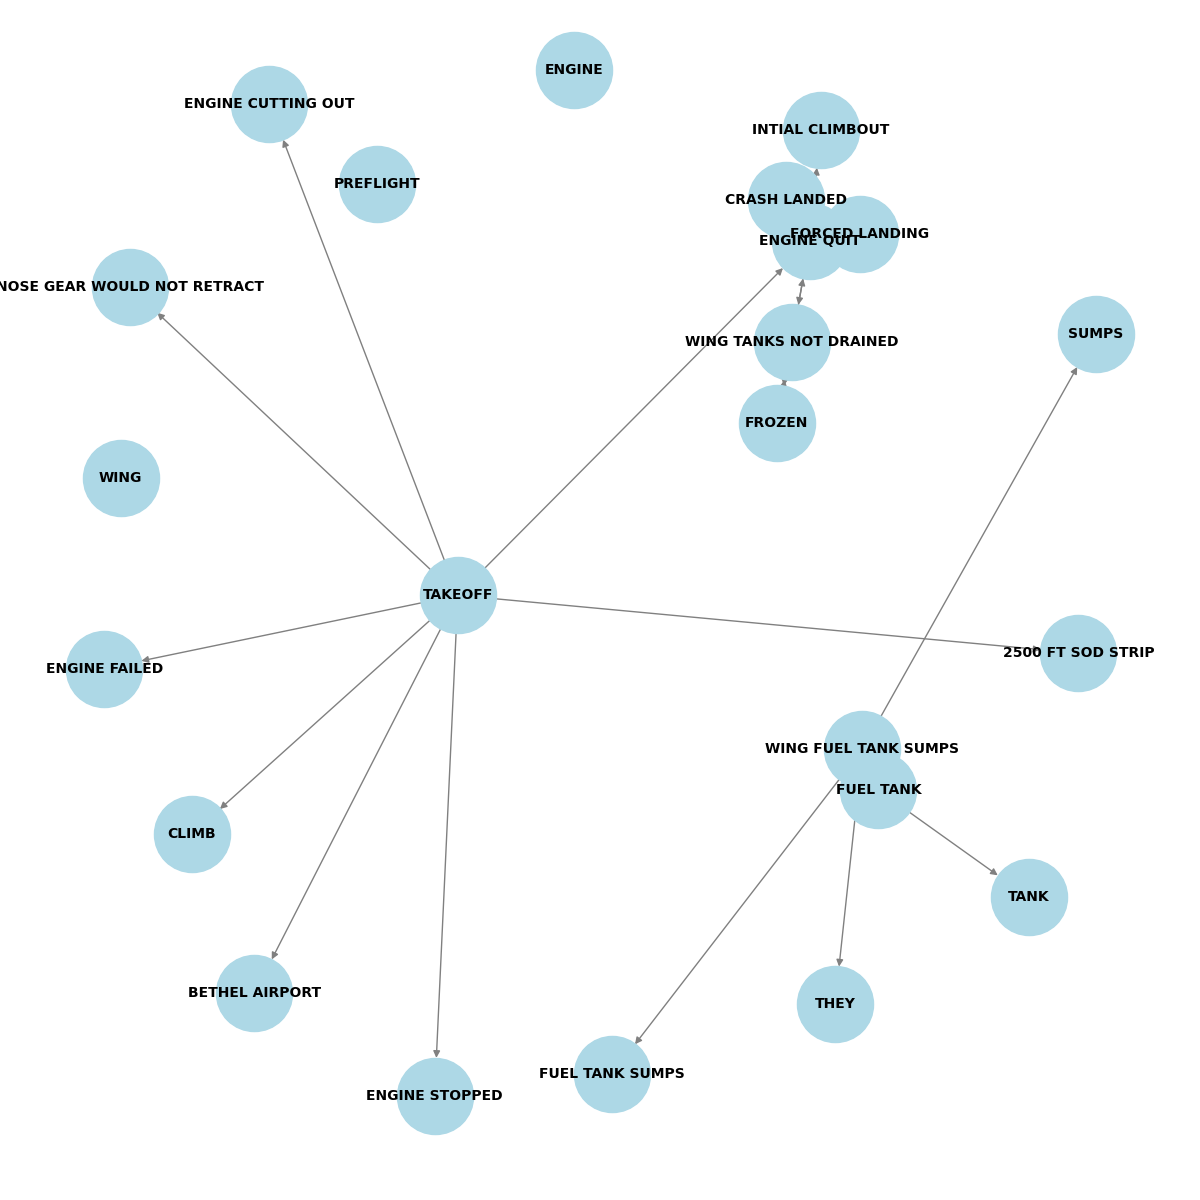 ENGINE
ENGINE CUTTING OUT
INTIAL CLIMBOUT
PREFLIGHT
CRASH LANDED
FORCED LANDING
ENGINE QUIT
NOSE GEAR WOULD NOT RETRACT
SUMPS
WING TANKS NOT DRAINED
FROZEN
WING
TAKEOFF
2500 FT SOD STRIP
ENGINE FAILED
WING FUEL TANK SUMPS
FUEL TANK
CLIMB
TANK
BETHEL AIRPORT
THEY
FUEL TANK SUMPS
ENGINE STOPPED